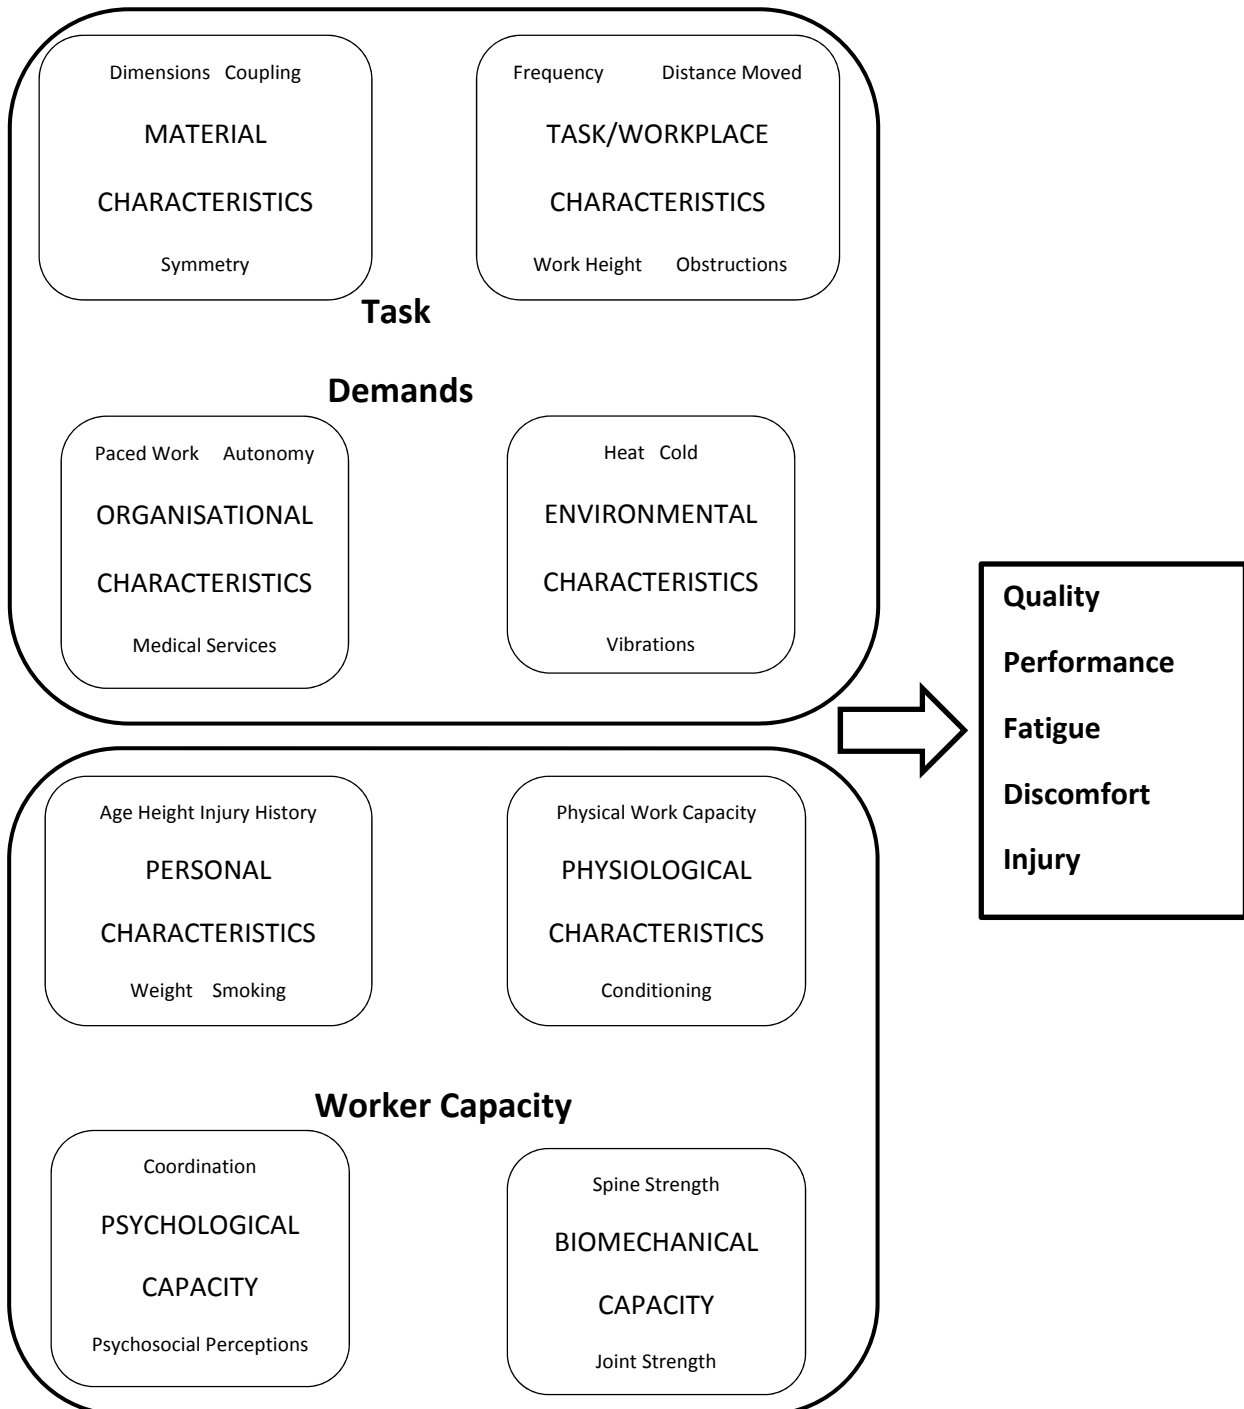 Dimensions Coupling
MATERIAL
CHARACTERISTICS
Symmetry
Frequency Distance Moved
TASK/WORKPLACE
CHARACTERISTICS
Work Height Obstructions
Task
Demands
Paced Work Autonomy
ORGANISATIONAL
CHARACTERISTICS
Medical Services
Heat Cold
ENVIRONMENTAL
CHARACTERISTICS
Vibrations
Age Height Injury History
PERSONAL
CHARACTERISTICS
Weight Smoking
Physical Work Capacity
PHYSIOLOGICAL
CHARACTERISTICS
Conditioning
Worker Capacity
Coordination
PSYCHOLOGICAL
CAPACITY
Psychosocial Perceptions
Spine Strength
BIOMECHANICAL
CAPACITY
Joint Strength
Quality
Performance
Fatigue
Discomfort
Injury